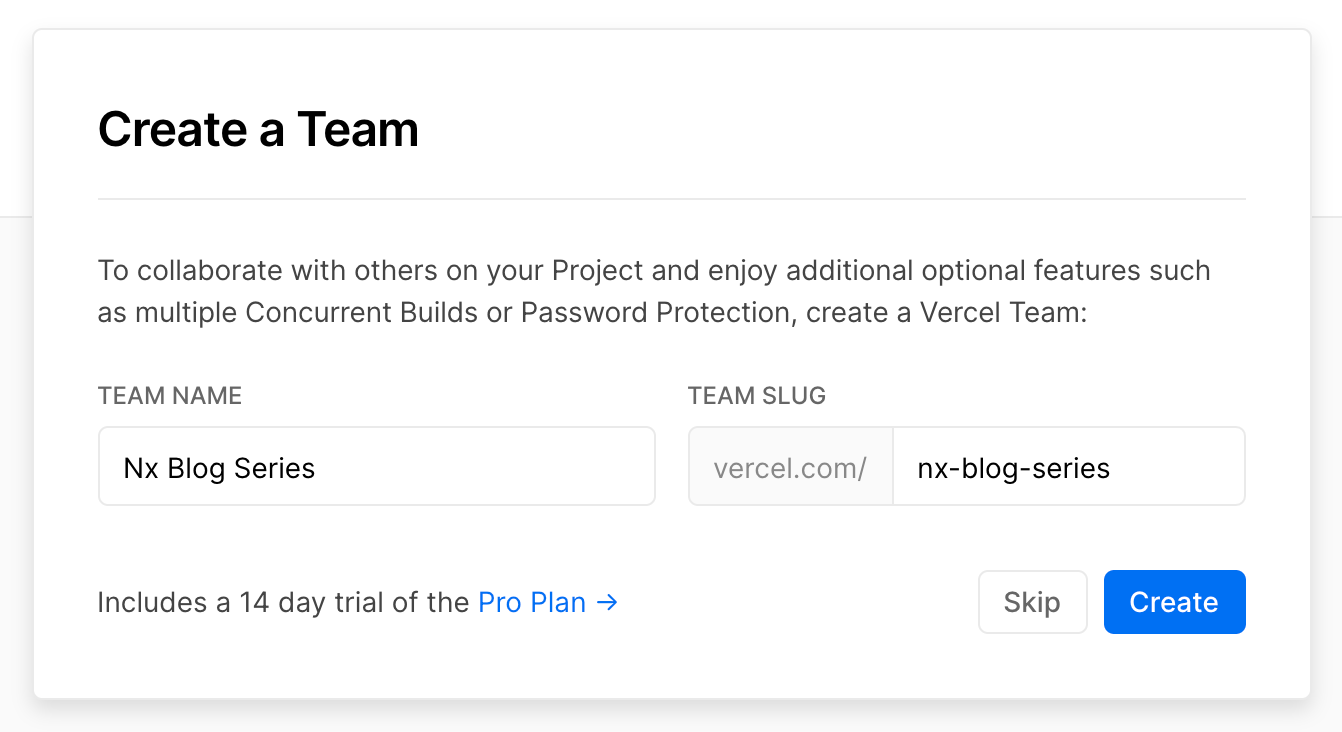 Create a Team
To collaborate with others on your Project and enjoy additional optional features such
as multiple Concurrent Builds or Password Protection, create a Vercel Team:
TEAM NAME
TEAM SLUG
Nx Blog Series
vercel.com/ nx-blog-series
Includes a 14 day trial of the Pro Plan →
Skip
Create